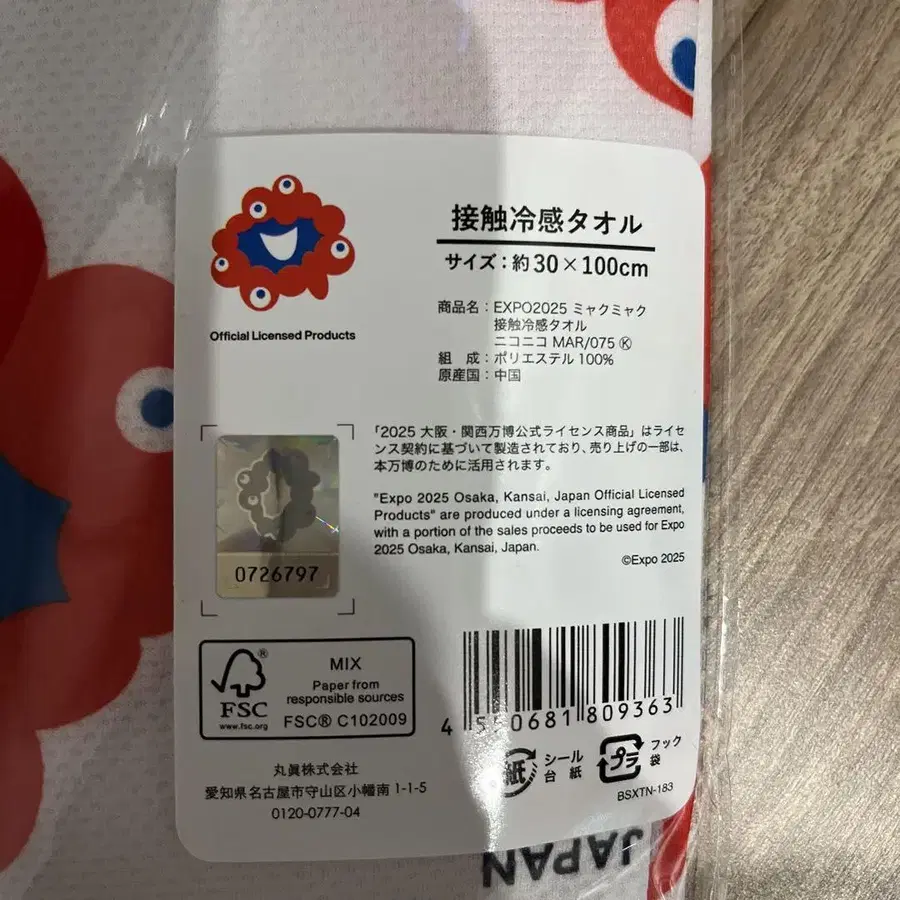 Official Licensed Products
接触冷感タオル
サイズ：約30×100cm
商品名：EXPO2025 ミャクミャク
接触冷感タオル
ニコニコ MAR/075 Ⓚ
組　成：ポリエステル 100%
原産国：中国
「2025 大阪・関西万博公式ライセンス商品」はライセ
ンス契約に基づいて製造されており、売り上げの一部は、
本万博のために活用されます。
"Expo 2025 Osaka, Kansai, Japan Official Licensed
Products" are produced under a licensing agreement,
with a portion of the sales proceeds to be used for Expo
2025 Osaka, Kansai, Japan.
©Expo 2025
0726797
FSC®
www.fsc.org
MIX
Paper from
responsible sources
FSC® C102009
丸眞株式会社
愛知県名古屋市守山区小幡南 1-1-5
0120-0777-04
4 550681 809363
紙
シール
台紙
プラ
フック
袋
BSXTN-183
JAPAN